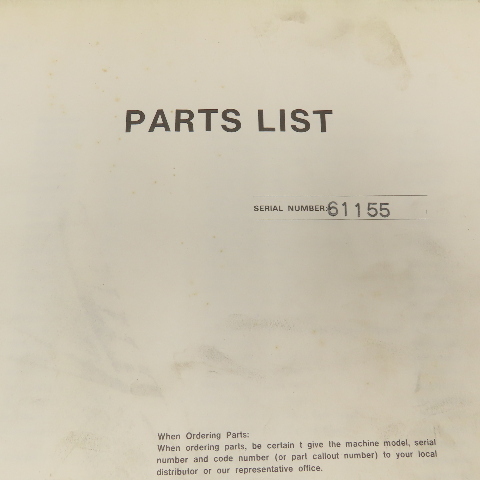 PARTS LIST
SERIAL NUMBER: 61155
When Ordering Parts:
When ordering parts, be certain t give the machine model, serial
number and code number (or part callout number) to your local
distributor or our representative office.